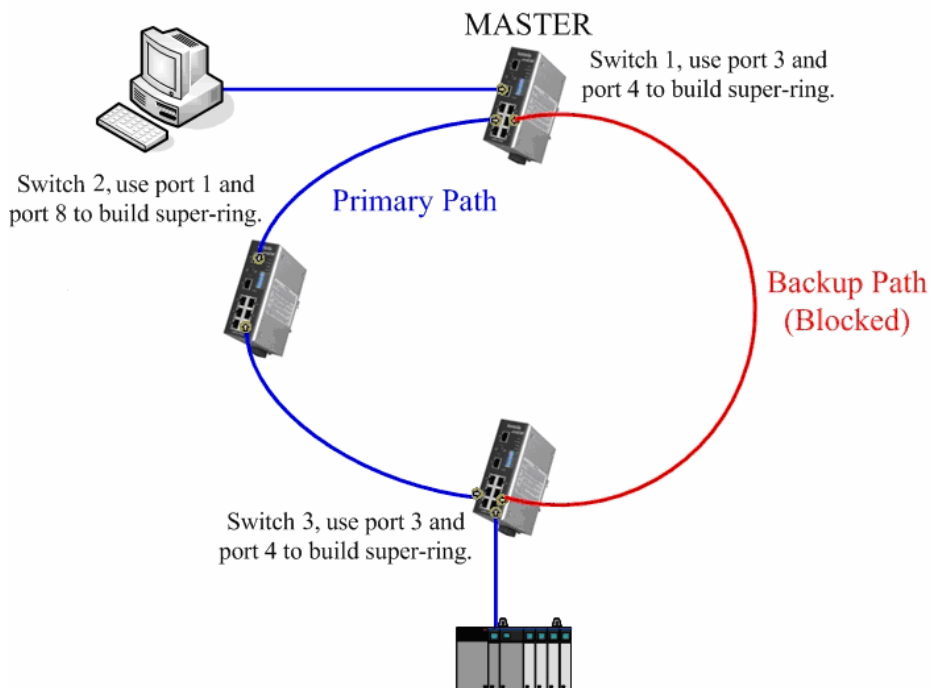 MASTER
Switch 1, use port 3 and
port 4 to build super-ring.
Switch 2, use port 1 and
port 8 to build super-ring.
Primary Path
Backup Path
(Blocked)
Switch 3, use port 3 and
port 4 to build super-ring.